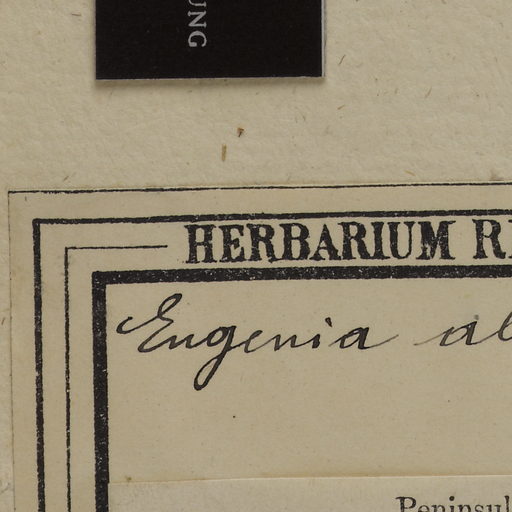 UNG
HERBARIUM R
Eugenia al
Peninsul